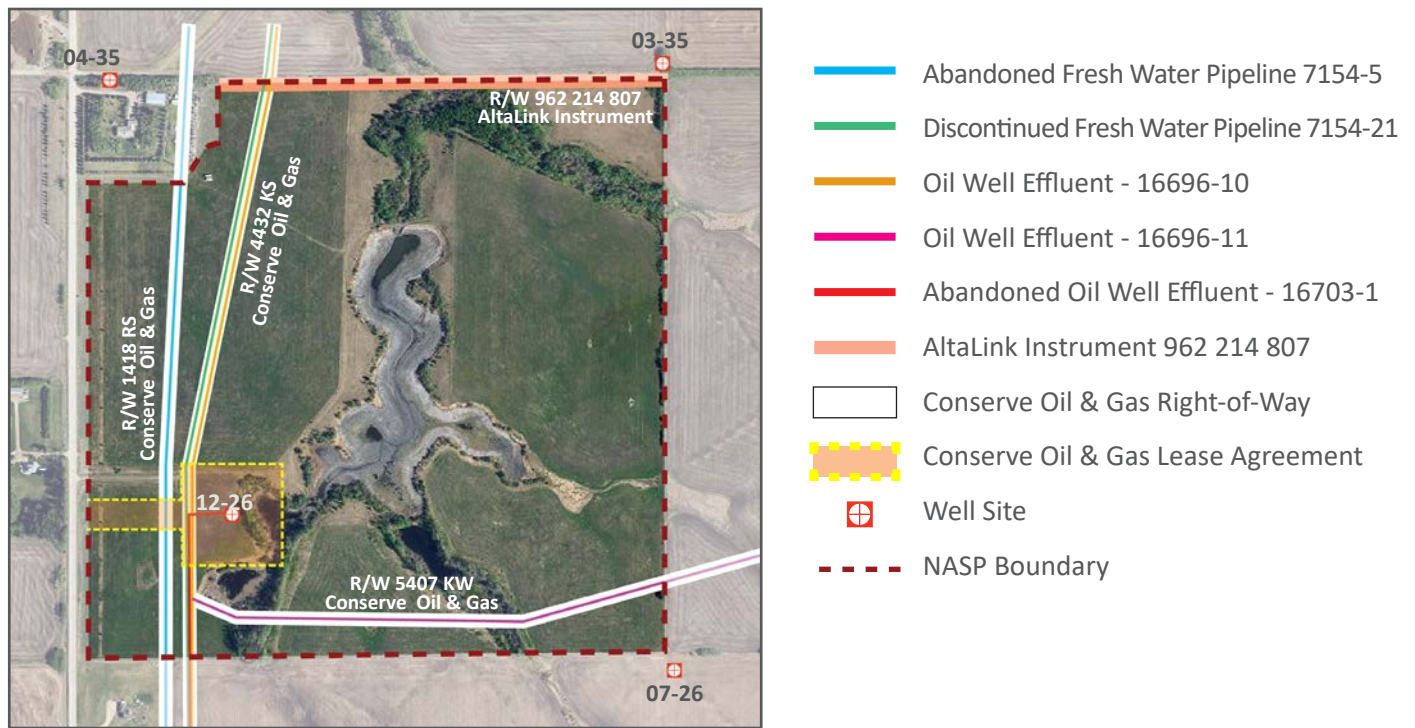 04-35
03-35
R/W 962 214 807
AltaLink Instrument
R/W 4432 KS
Conserve Oil & Gas
R/W 1418 RS
Conserve Oil & Gas
12-26
R/W 5407 KW
Conserve Oil & Gas
07-26
Abandoned Fresh Water Pipeline 7154-5
Discontinued Fresh Water Pipeline 7154-21
Oil Well Effluent - 16696-10
Oil Well Effluent - 16696-11
Abandoned Oil Well Effluent - 16703-1
AltaLink Instrument 962 214 807
Conserve Oil & Gas Right-of-Way
Conserve Oil & Gas Lease Agreement
Well Site
NASP Boundary